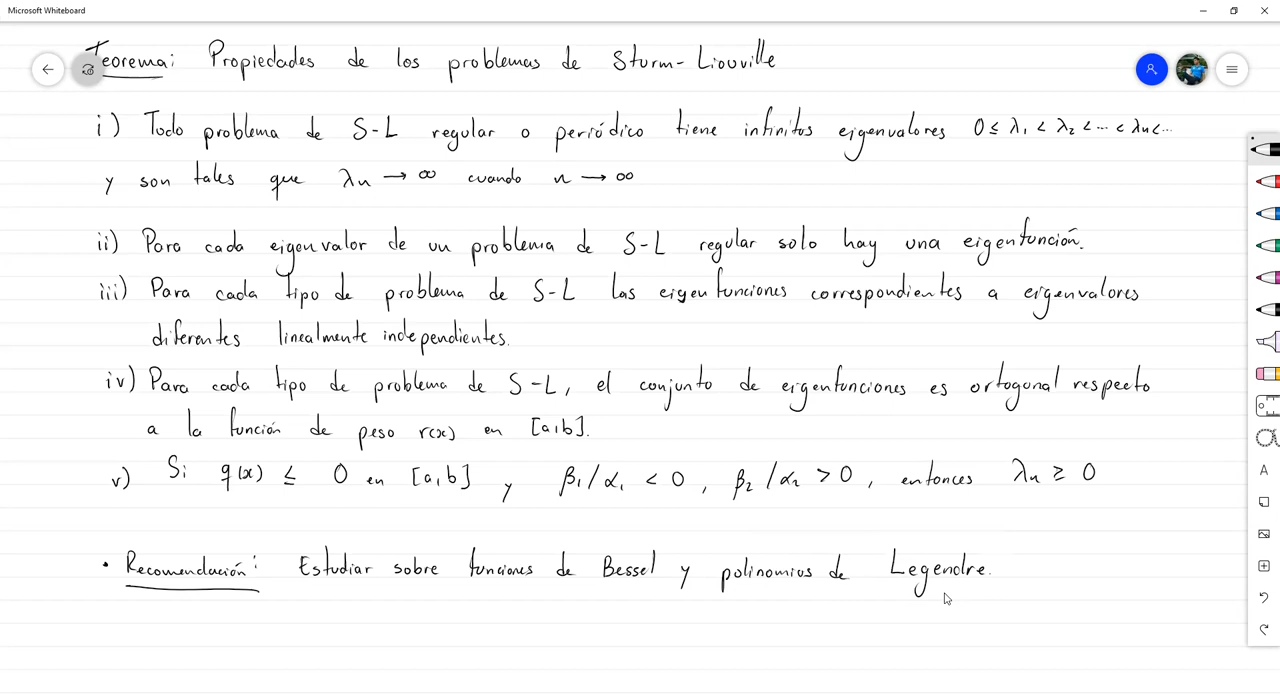 Microsoft Whiteboard
Teorema: Propiedades de los problemas de Sturm-Liouville
i) Todo problema de S-L regular o periódico tiene infinitos eigenvalores 0 ≤ λ₁ < λ₂ < ... < λn < ...
y son tales que λn → ∞ cuando n → ∞
ii) Para cada eigenvalor de un problema de S-L regular solo hay una eigenfunción.
iii) Para cada tipo de problema de S-L las eigenfunciones correspondientes a eigenvalores
diferentes linealmente independientes.
iv) Para cada tipo de problema de S-L, el conjunto de eigenfunciones es ortogonal respecto
a la función de peso r(x) en [a,b].
v) Si q(x) ≤ 0 en [a,b] y β₁/α₁ < 0, β₂/α₂ > 0, entonces λn ≥ 0
• Recomendación: Estudiar sobre funciones de Bessel y polinomios de Legendre.
A